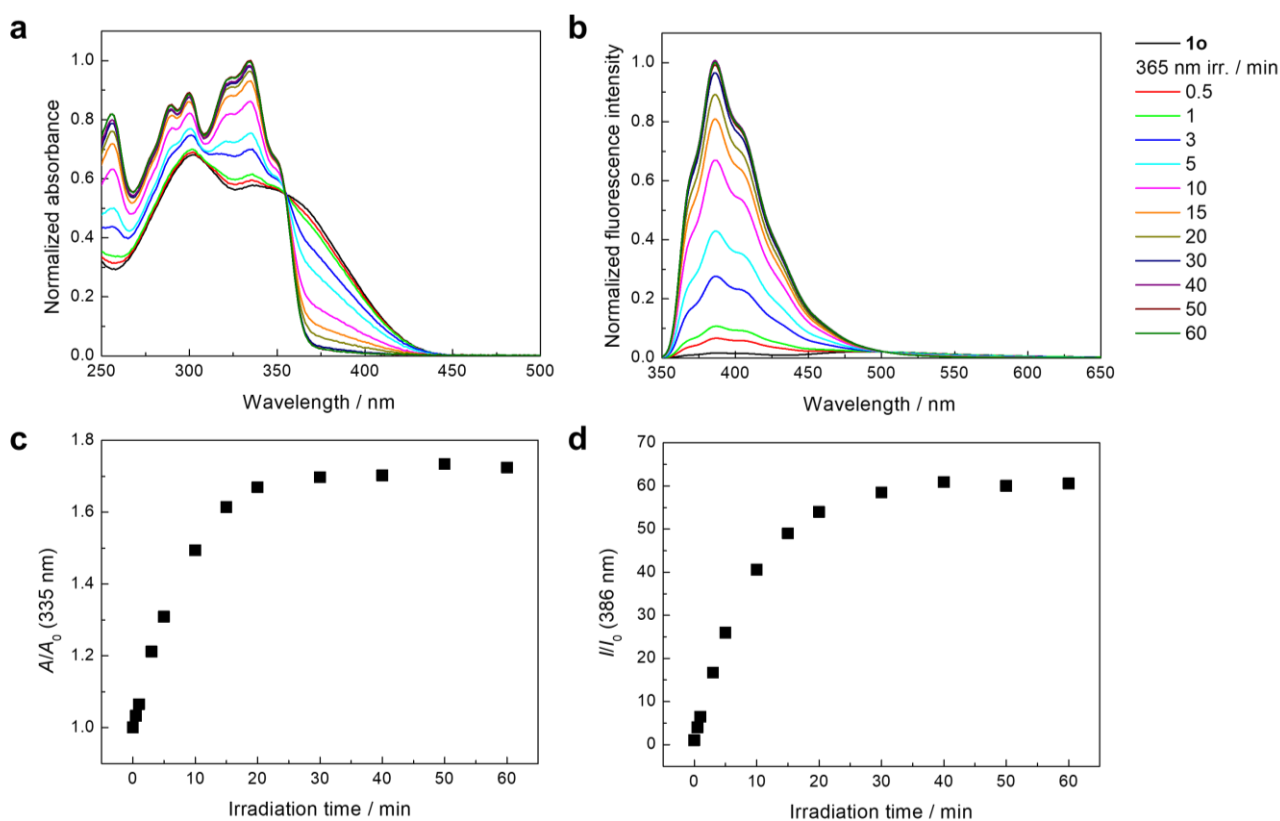 a
Normalized absorbance
1.0
0.8
0.6
0.4
0.2
0.0
250 300 350 400 450 500
Wavelength / nm
b
Normalized fluorescence intensity
1.0
0.8
0.6
0.4
0.2
0.0
350 400 450 500 550 600 650
Wavelength / nm
1o
365 nm irr. / min
0.5
1
3
5
10
15
20
30
40
50
60
c
A/A0 (335 nm)
1.8
1.6
1.4
1.2
1.0
0 10 20 30 40 50 60
Irradiation time / min
d
I/I0 (386 nm)
70
60
50
40
30
20
10
0
0 10 20 30 40 50 60
Irradiation time / min